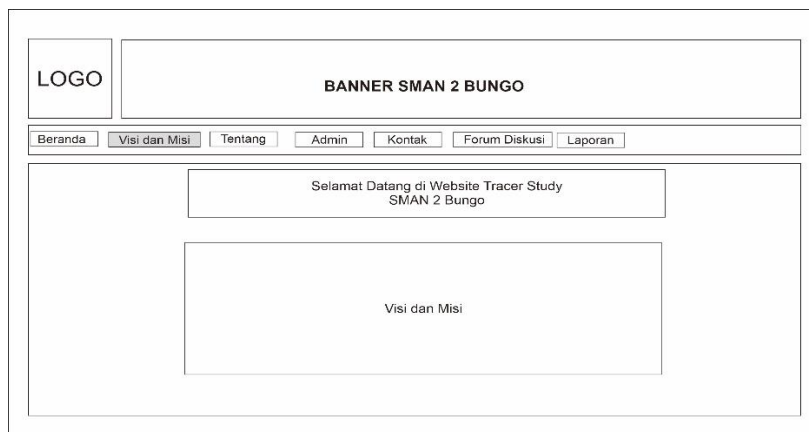 LOGO
BANNER SMAN 2 BUNGO
Beranda Visi dan Misi Tentang Admin Kontak Forum Diskusi Laporan
Selamat Datang di Website Tracer Study
SMAN 2 Bungo
Visi dan Misi